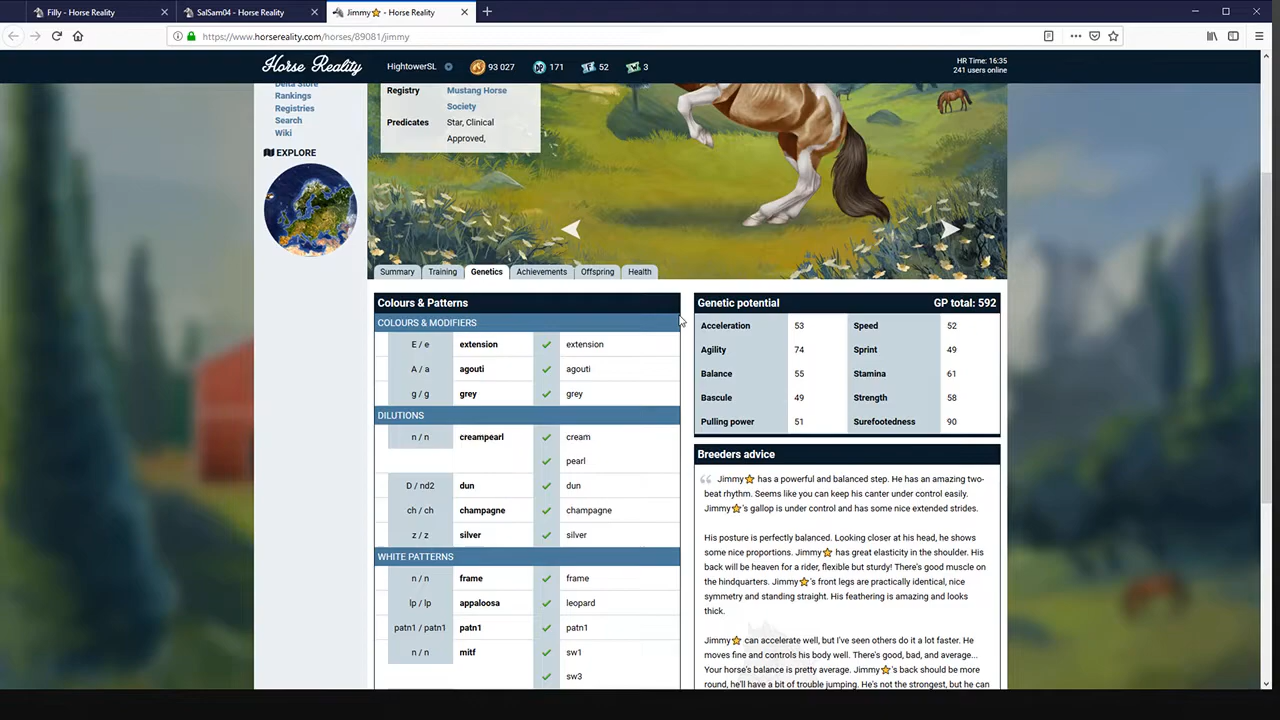 Filly - Horse Reality
SalSam04 - Horse Reality
Jimmy⭐ - Horse Reality
https://www.horsereality.com/horses/89081/jimmy
Horse Reality
HightowerSL
93 027
171
52
3
HR Time: 16:35
241 users online
Delta Store
Rankings
Registries
Search
Wiki
EXPLORE
Registry
Mustang Horse
Society
Predicates
Star, Clinical
Approved,
Summary
Training
Genetics
Achievements
Offspring
Health
Colours & Patterns
COLOURS & MODIFIERS
E / e extension ✓ extension
A / a agouti ✓ agouti
g / g grey ✓ grey
DILUTIONS
n / n creampearl ✓ cream
✓ pearl
D / nd2 dun ✓ dun
ch / ch champagne ✓ champagne
z / z silver ✓ silver
WHITE PATTERNS
n / n frame ✓ frame
lp / lp appaloosa ✓ leopard
patn1 / patn1 patn1 ✓ patn1
n / n mitf ✓ sw1
✓ sw3
Genetic potential GP total: 592
Acceleration 53 Speed 52
Agility 74 Sprint 49
Balance 55 Stamina 61
Bascule 49 Strength 58
Pulling power 51 Surefootedness 90
Breeders advice
Jimmy⭐ has a powerful and balanced step. He has an amazing two-
beat rhythm. Seems like you can keep his canter under control easily.
Jimmy⭐'s gallop is under control and has some nice extended strides.
His posture is perfectly balanced. Looking closer at his head, he shows
some nice proportions. Jimmy⭐ has great elasticity in the shoulder. His
back will be heaven for a rider, flexible but sturdy! There's good muscle on
the hindquarters. Jimmy⭐'s front legs are practically identical, nice
symmetry and standing straight. His feathering is amazing and looks
thick.
Jimmy⭐ can accelerate well, but I've seen others do it a lot faster. He
moves fine and controls his body well. There's good, bad, and average...
Your horse's balance is pretty average. Jimmy⭐'s back should be more
round, he'll have a bit of trouble jumping. He's not the strongest, but he can